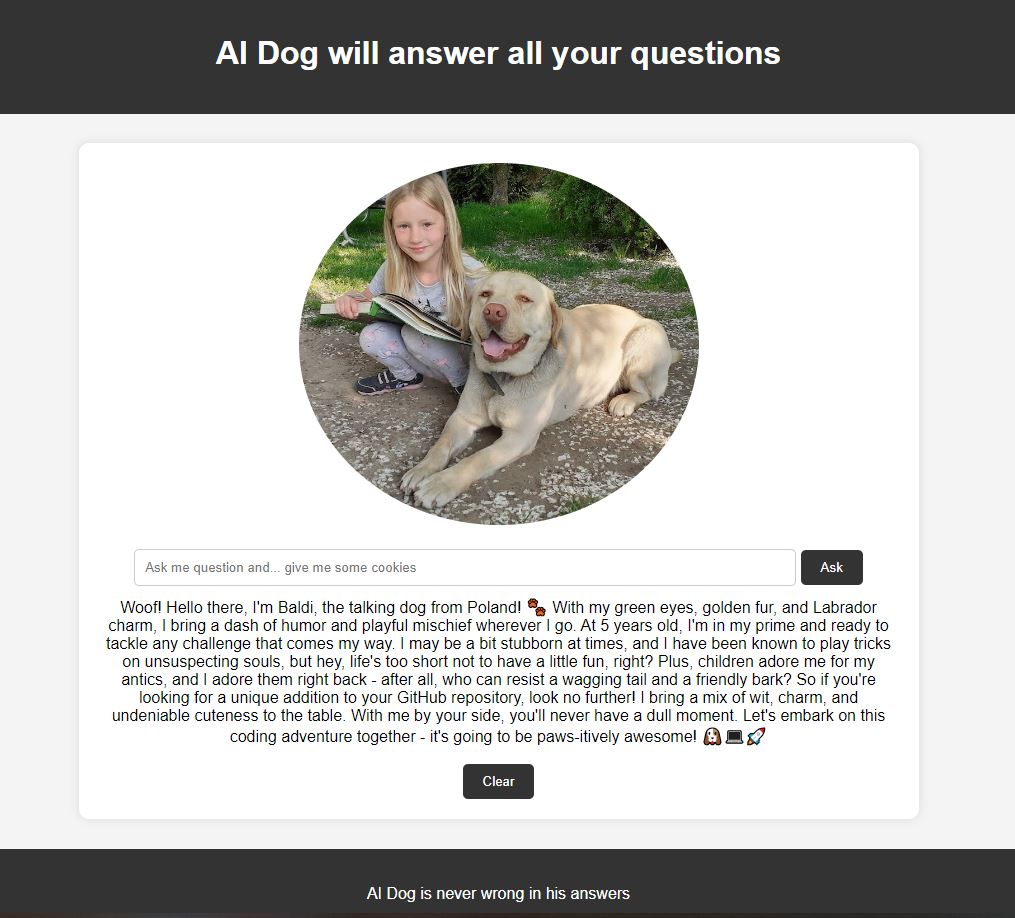 AI Dog will answer all your questions
Ask me question and... give me some cookies
Ask
Woof! Hello there, I'm Baldi, the talking dog from Poland! 🐾 With my green eyes, golden fur, and Labrador
charm, I bring a dash of humor and playful mischief wherever I go. At 5 years old, I'm in my prime and ready to
tackle any challenge that comes my way. I may be a bit stubborn at times, and I have been known to play tricks
on unsuspecting souls, but hey, life's too short not to have a little fun, right? Plus, children adore me for my
antics, and I adore them right back - after all, who can resist a wagging tail and a friendly bark? So if you're
looking for a unique addition to your GitHub repository, look no further! I bring a mix of wit, charm, and
undeniable cuteness to the table. With me by your side, you'll never have a dull moment. Let's embark on this
coding adventure together - it's going to be paws-itively awesome! 🐶💻🚀
Clear
AI Dog is never wrong in his answers